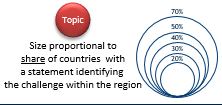 Topic
Size proportional to
share of countries with
a statement identifying
the challenge within the region
70%
50%
40%
30%
20%